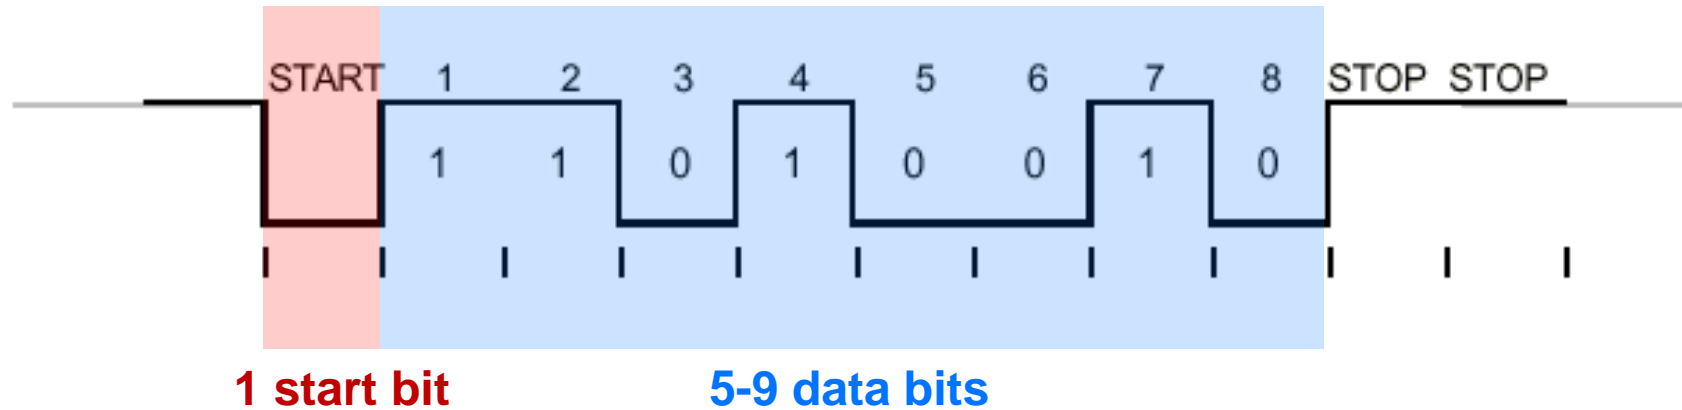 START 1 2 3 4 5 6 7 8 STOP STOP
1 1 0 1 0 0 1 0
1 start bit 5-9 data bits